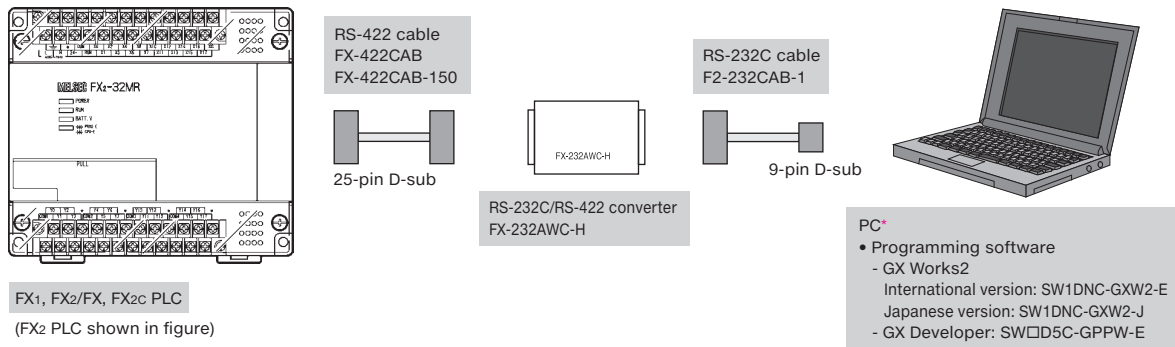 MELSEC FX2-32MR
POWER
RUN
BATT. V
PROG. E
CPU. E
PULL
FX1, FX2/FX, FX2C PLC
(FX2 PLC shown in figure)
RS-422 cable
FX-422CAB
FX-422CAB-150
25-pin D-sub
FX-232AWC-H
RS-232C/RS-422 converter
FX-232AWC-H
RS-232C cable
F2-232CAB-1
9-pin D-sub
PC*
• Programming software
- GX Works2
International version: SW1DNC-GXW2-E
Japanese version: SW1DNC-GXW2-J
- GX Developer: SW□D5C-GPPW-E